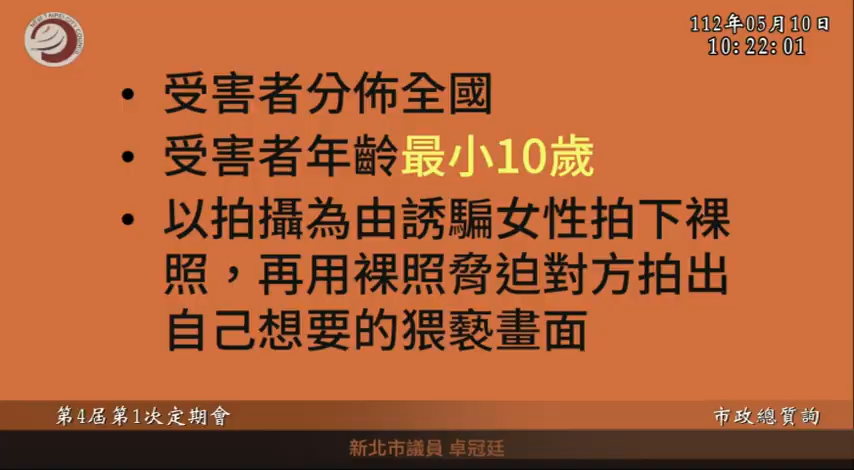 NEW TAIPEI CITY COUNCIL
112年05月10日
10:22:01
• 受害者分佈全國
• 受害者年齡最小10歲
• 以拍攝為由誘騙女性拍下裸
照，再用裸照脅迫對方拍出
自己想要的猥褻畫面
第4屆第1次定期會
市政總質詢
新北市議員 卓冠廷